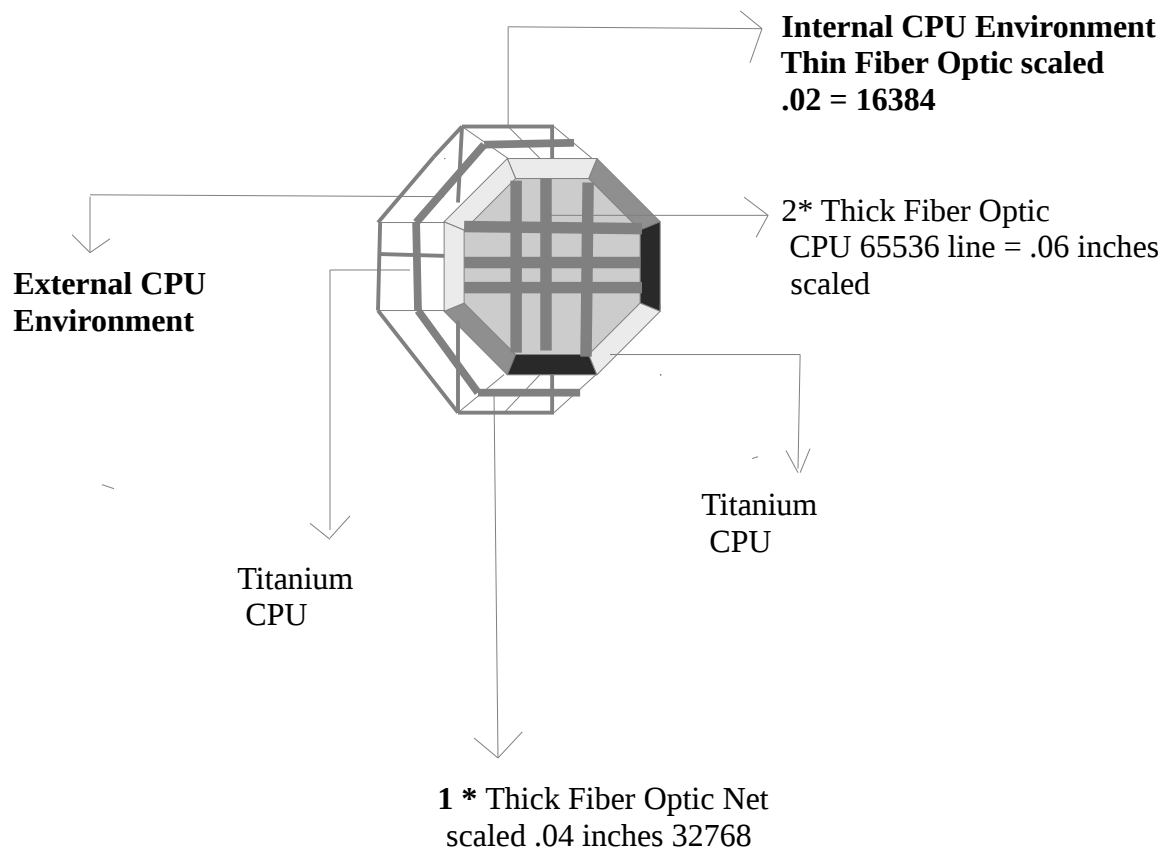 Internal CPU Environment
Thin Fiber Optic scaled
.02 = 16384
2* Thick Fiber Optic
CPU 65536 line = .06 inches
scaled
External CPU
Environment
Titanium
CPU
Titanium
CPU
1 * Thick Fiber Optic Net
scaled .04 inches 32768